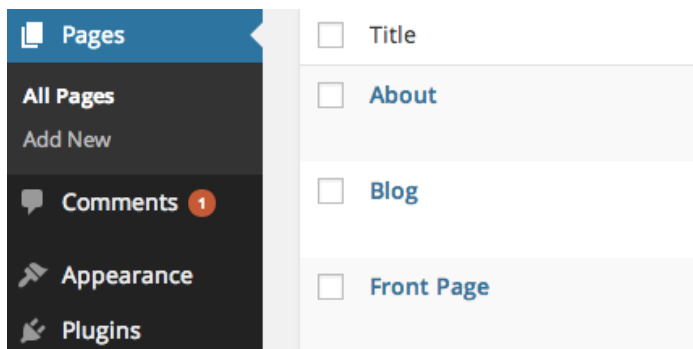 Pages
All Pages
Add New
Comments 1
Appearance
Plugins
Title
About
Blog
Front Page